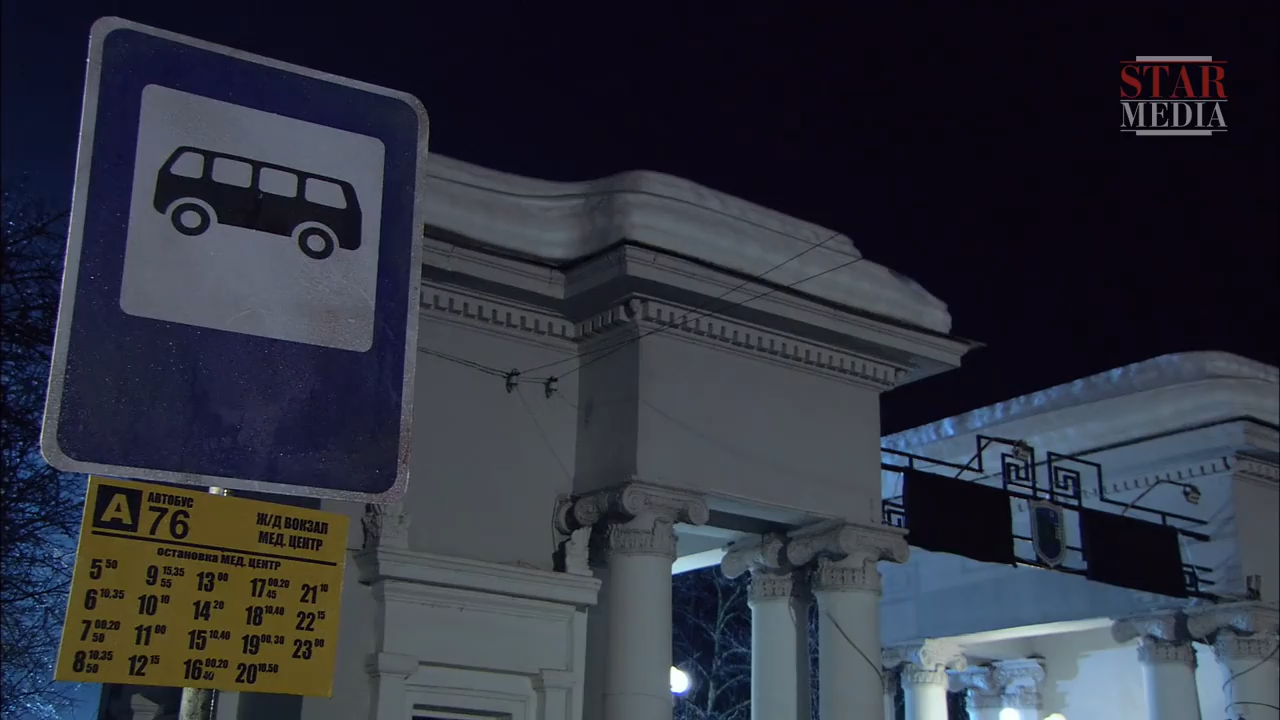 STAR
MEDIA
А АВТОБУС
76
Ж/Д ВОКЗАЛ
МЕД. ЦЕНТР
ОСТАНОВКА МЕД. ЦЕНТР
5 50 9 15,35 55 13 00 17 00,20 45 21 10
6 10,35 10 10 14 20 18 10,40 22 15
7 00,20 50 11 00 15 10,40 19 00,30 23 00
8 10,35 50 12 15 16 00,20 40 20 10,50